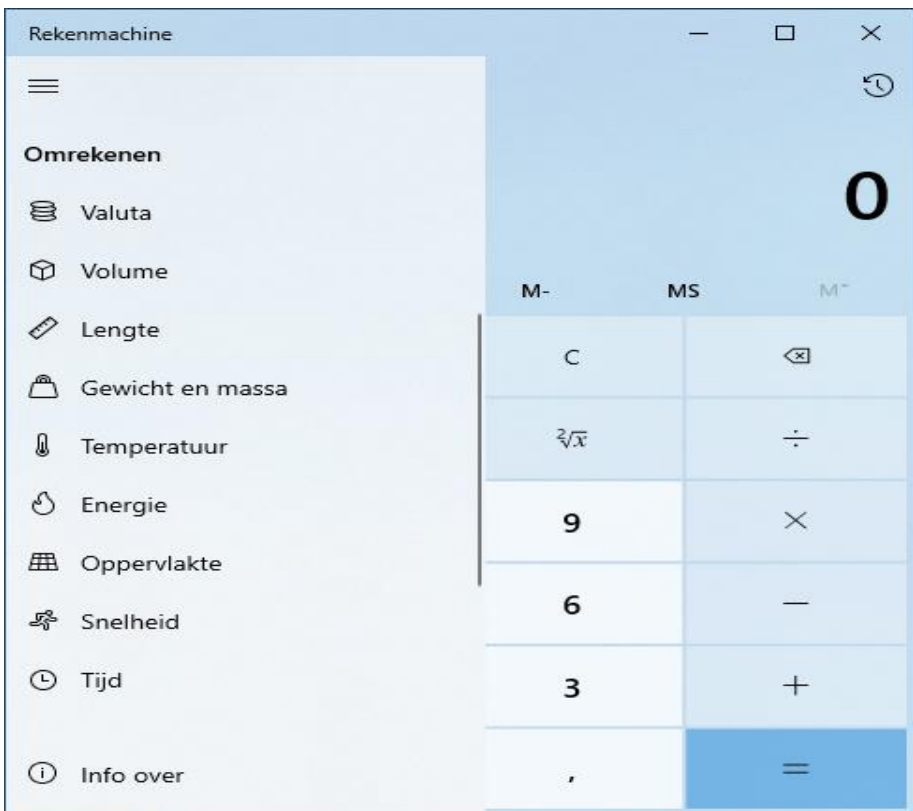 Rekenmachine
Omrekenen
Valuta
Volume
Lengte
Gewicht en massa
Temperatuur
Energie
Oppervlakte
Snelheid
Tijd
Info over
0
M- MS M˅
C
²√x ÷
9 ×
6 −
3 +
, =